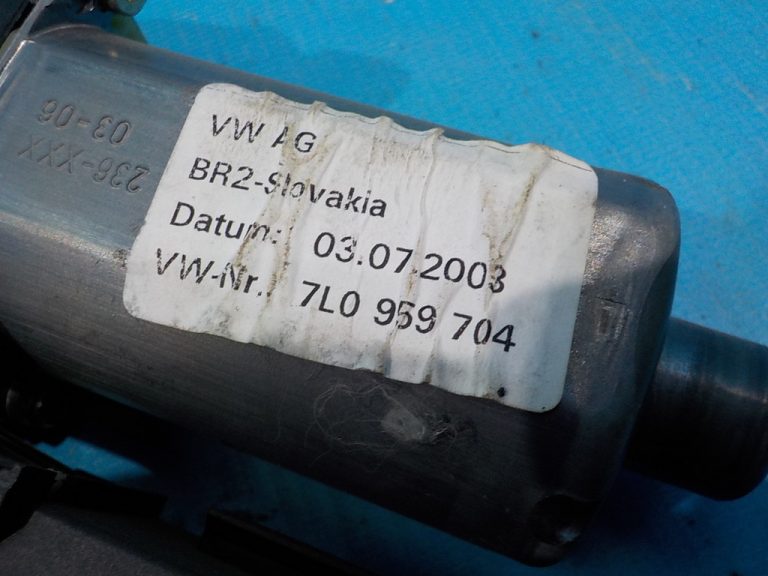 VW AG
BR2-Slovakia
Datum: 03.07.2003
VW-Nr.: 7L0 959 704
236-XXX
03-06